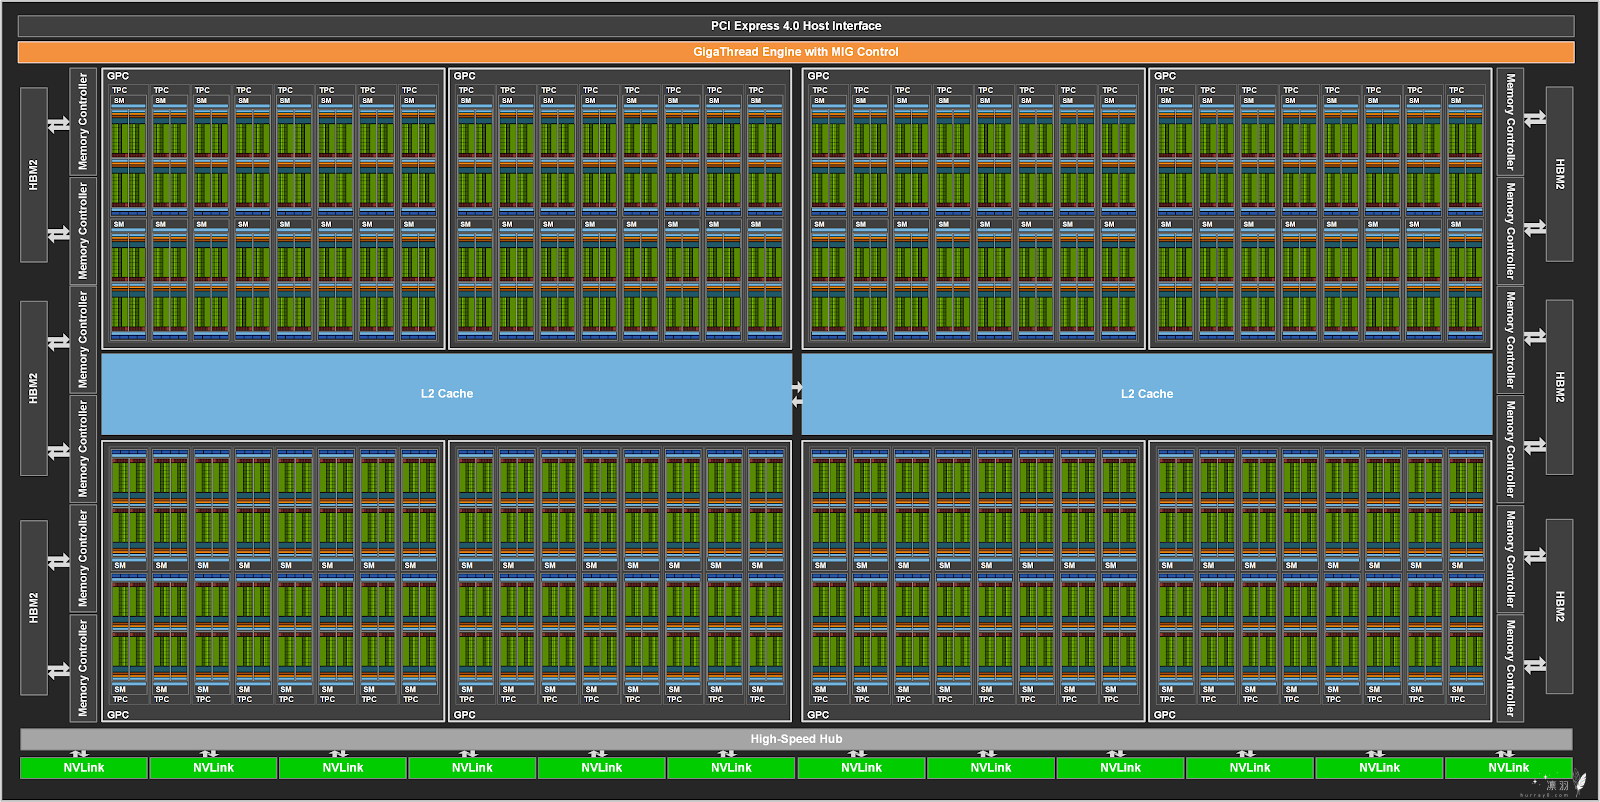 PCI Express 4.0 Host Interface
GigaThread Engine with MIG Control
HBM2
HBM2
HBM2
Memory Controller
Memory Controller
Memory Controller
Memory Controller
Memory Controller
Memory Controller
GPC GPC GPC GPC
TPC TPC TPC TPC TPC TPC TPC TPC TPC TPC TPC TPC TPC TPC TPC TPC TPC TPC TPC TPC TPC TPC TPC TPC TPC TPC TPC TPC TPC TPC TPC TPC
SM SM SM SM SM SM SM SM SM SM SM SM SM SM SM SM SM SM SM SM SM SM SM SM SM SM SM SM SM SM SM SM
SM SM SM SM SM SM SM SM SM SM SM SM SM SM SM SM SM SM SM SM SM SM SM SM SM SM SM SM SM SM SM SM
L2 Cache L2 Cache
SM SM SM SM SM SM SM SM SM SM SM SM SM SM SM SM SM SM SM SM SM SM SM SM SM SM SM SM SM SM SM SM
SM SM SM SM SM SM SM SM SM SM SM SM SM SM SM SM SM SM SM SM SM SM SM SM SM SM SM SM SM SM SM SM
TPC TPC TPC TPC TPC TPC TPC TPC TPC TPC TPC TPC TPC TPC TPC TPC TPC TPC TPC TPC TPC TPC TPC TPC TPC TPC TPC TPC TPC TPC TPC TPC
GPC GPC GPC GPC
Memory Controller
Memory Controller
Memory Controller
Memory Controller
Memory Controller
Memory Controller
HBM2
HBM2
HBM2
High-Speed Hub
NVLink NVLink NVLink NVLink NVLink NVLink NVLink NVLink NVLink NVLink NVLink NVLink